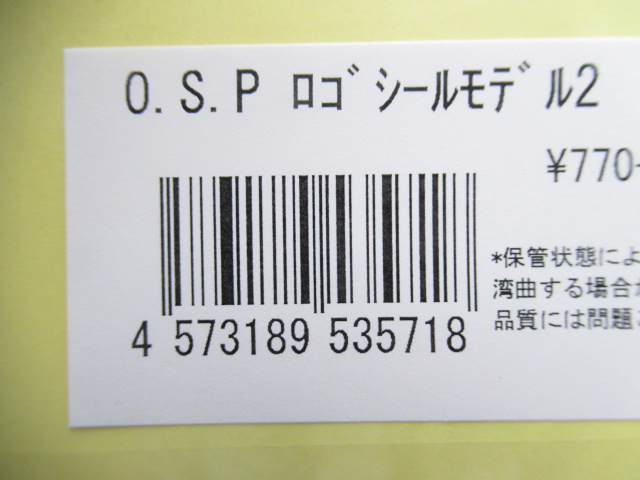 O.S.P ﾛｺﾞｼｰﾙﾓﾃﾞﾙ2
¥770-
*保管状態によ
湾曲する場合が
品質には問題
4 573189 535718